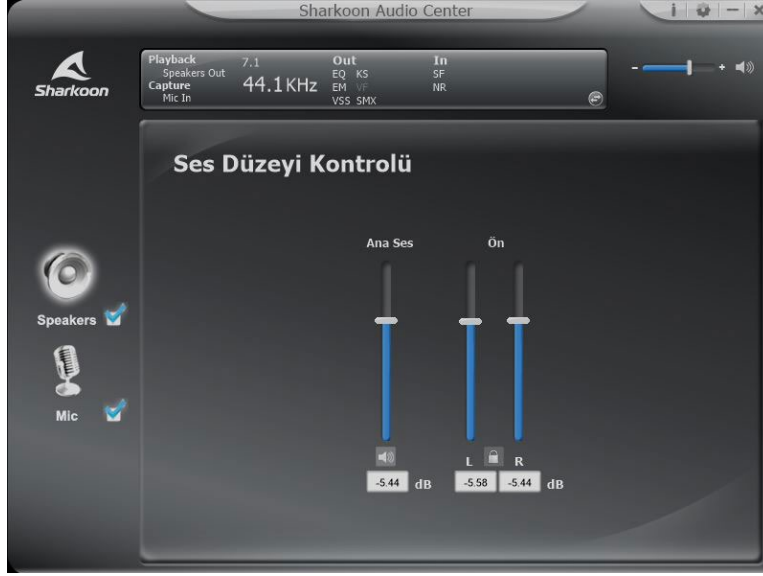 Sharkoon Audio Center
Sharkoon
Playback 7.1 Out In
Speakers Out EQ KS SF
Capture 44.1KHz EM VF NR
Mic In VSS SMX
- +
Ses Düzeyi Kontrolü
Ana Ses Ön
Speakers
Mic
L R
-5.44 dB -5.58 -5.44 dB